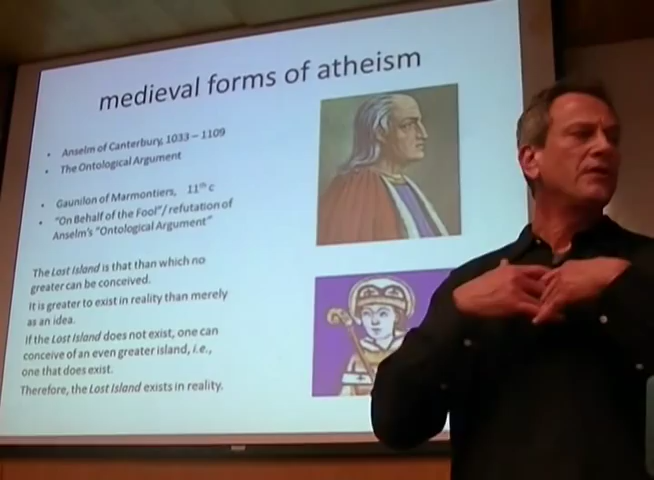 medieval forms of atheism
• Anselm of Canterbury, 1033 – 1109
• The Ontological Argument
• Gaunilon of Marmontiers, 11th c
• "On Behalf of the Fool"/ refutation of
Anselm's "Ontological Argument"
The Lost Island is that than which no
greater can be conceived.
It is greater to exist in reality than merely
as an idea.
If the Lost Island does not exist, one can
conceive of an even greater island, i.e.,
one that does exist.
Therefore, the Lost Island exists in reality.